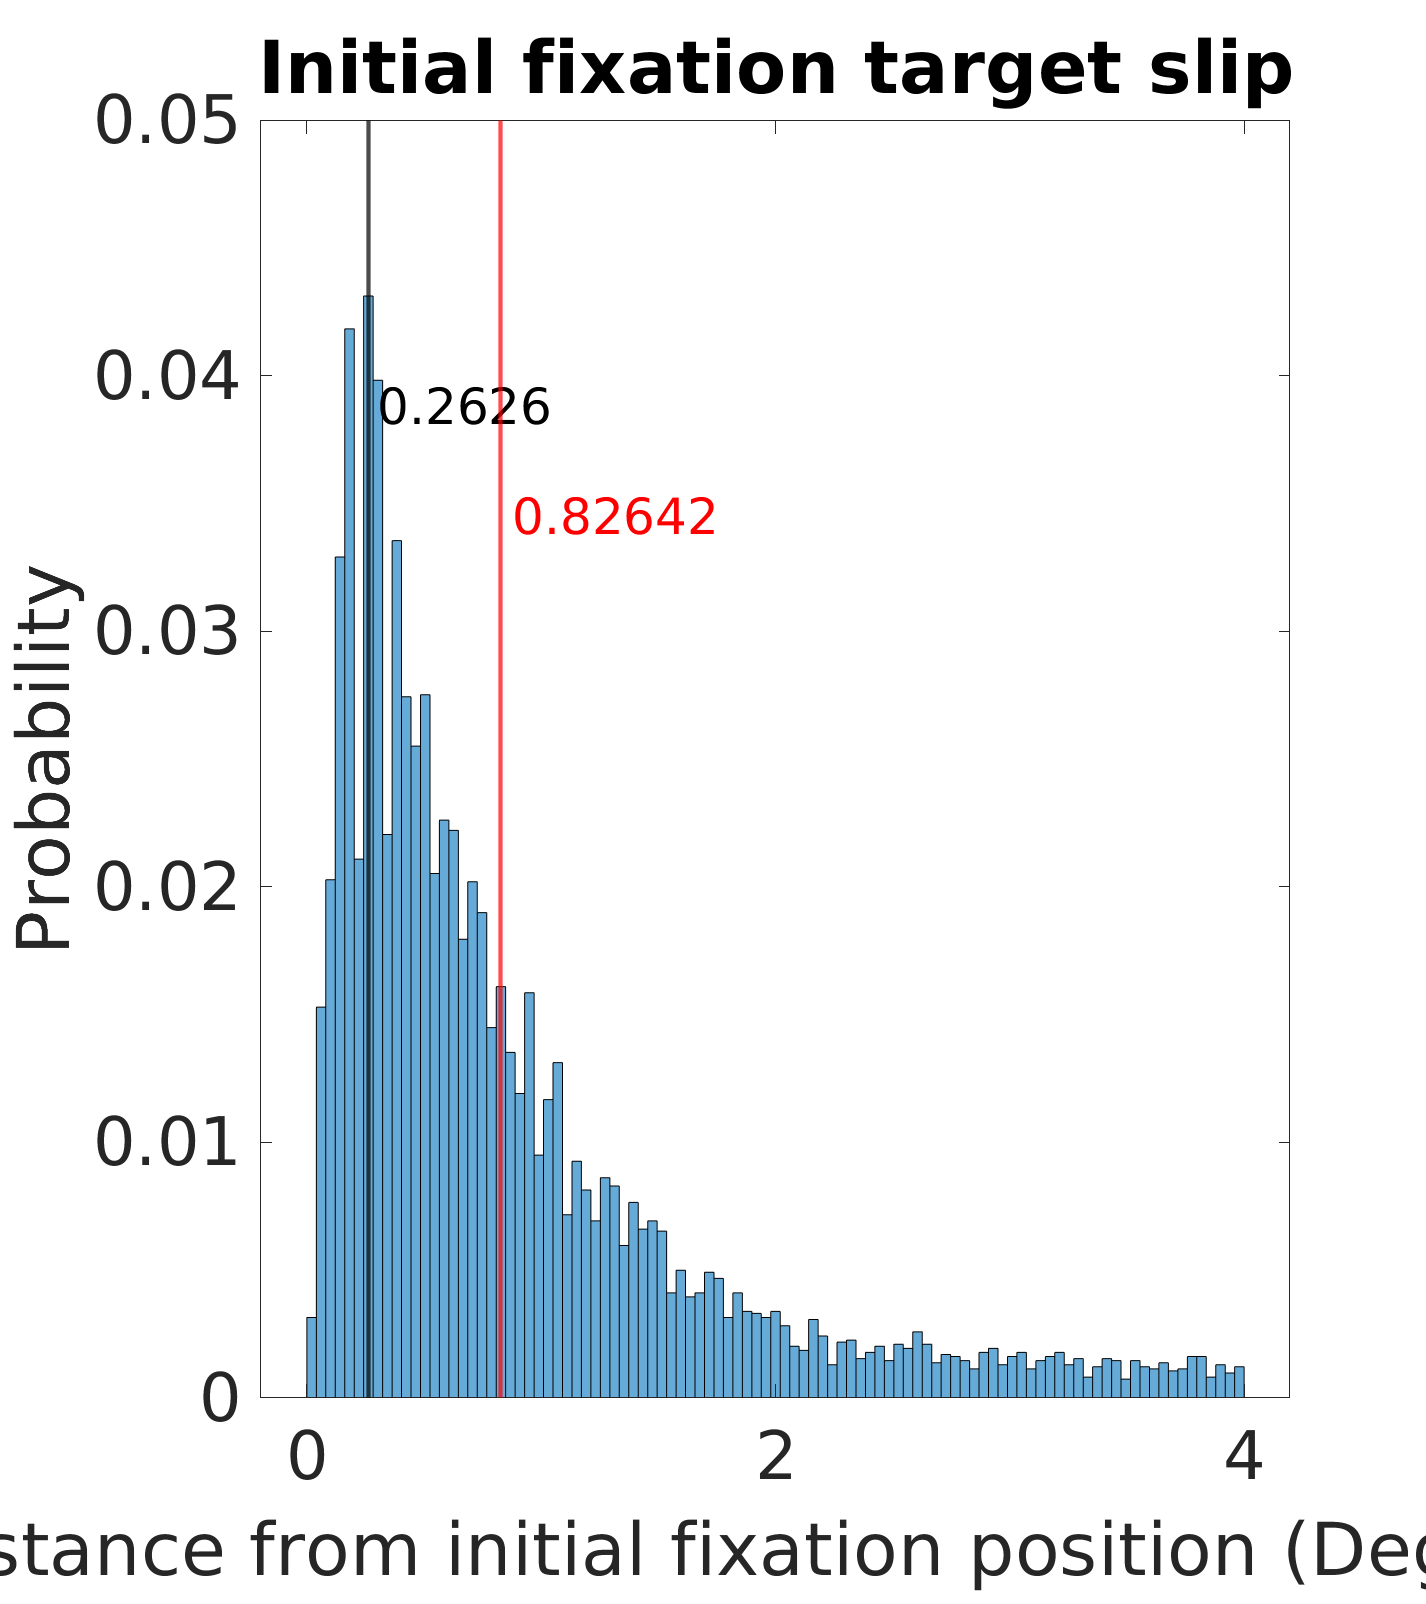 Initial fixation target slip
0.05
0.04
0.03
0.02
0.01
0
Probability
0.2626
0.82642
0 2 4
stance from initial fixation position (Deg